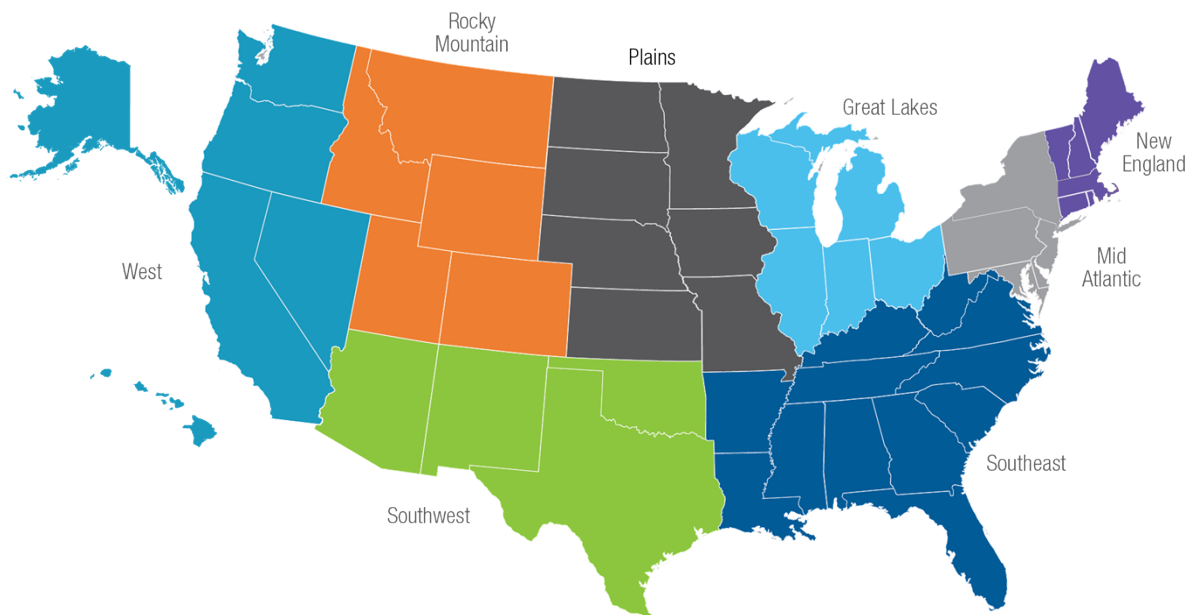 Rocky
Mountain
Plains
Great Lakes
New
England
West
Mid
Atlantic
Southeast
Southwest